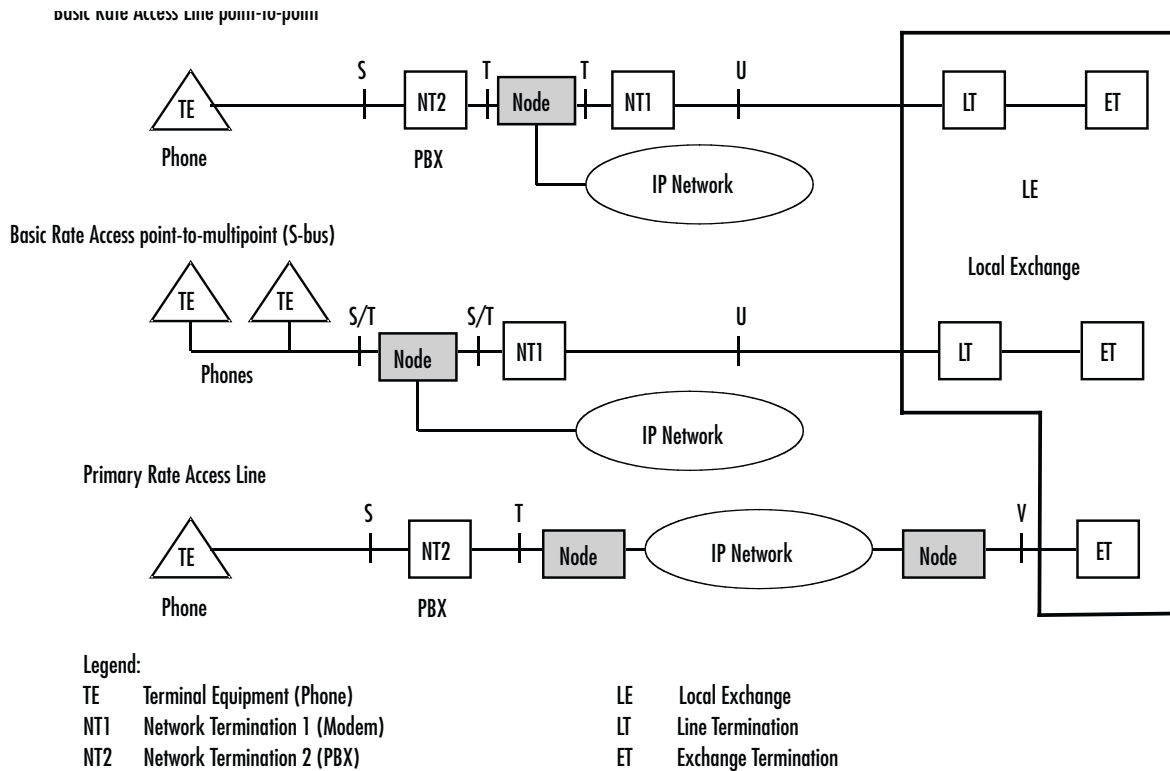 Basic Rate Access Line point-to-point
S T T U
TE NT2 Node NT1 LT ET
Phone PBX
IP Network LE
Basic Rate Access point-to-multipoint (S-bus)
Local Exchange
TE TE
S/T S/T U
Node NT1 LT ET
Phones
IP Network
Primary Rate Access Line
S T V
TE NT2 Node IP Network Node ET
Phone PBX
Legend:
TE Terminal Equipment (Phone) LE Local Exchange
NT1 Network Termination 1 (Modem) LT Line Termination
NT2 Network Termination 2 (PBX) ET Exchange Termination